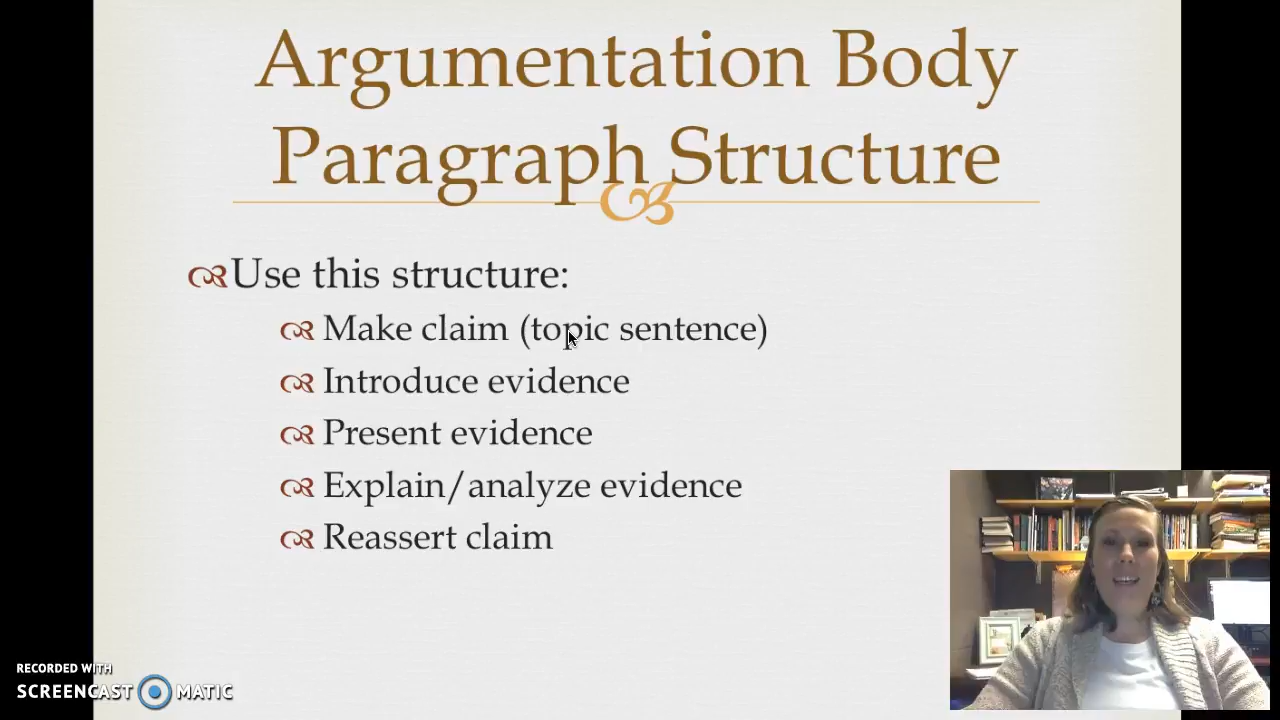 Argumentation Body
Paragraph Structure
Use this structure:
Make claim (topic sentence)
Introduce evidence
Present evidence
Explain/analyze evidence
Reassert claim
RECORDED WITH
SCREENCAST MATIC